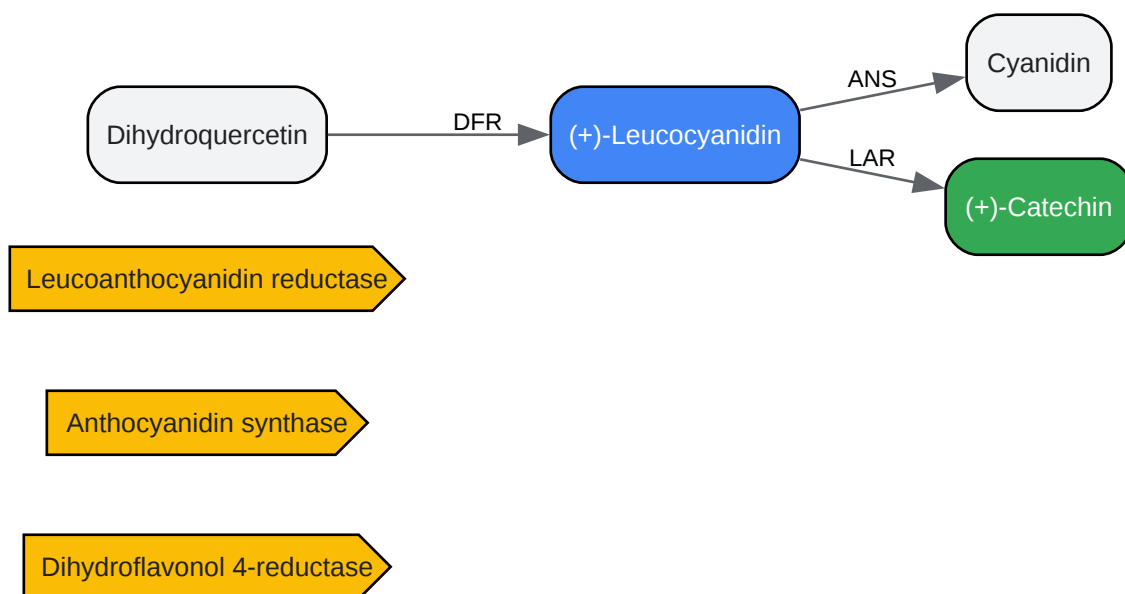 Cyanidin
ANS
Dihydroquercetin
DFR
(+)-Leucocyanidin
LAR
(+)-Catechin
Leucoanthocyanidin reductase
Anthocyanidin synthase
Dihydroflavonol 4-reductase